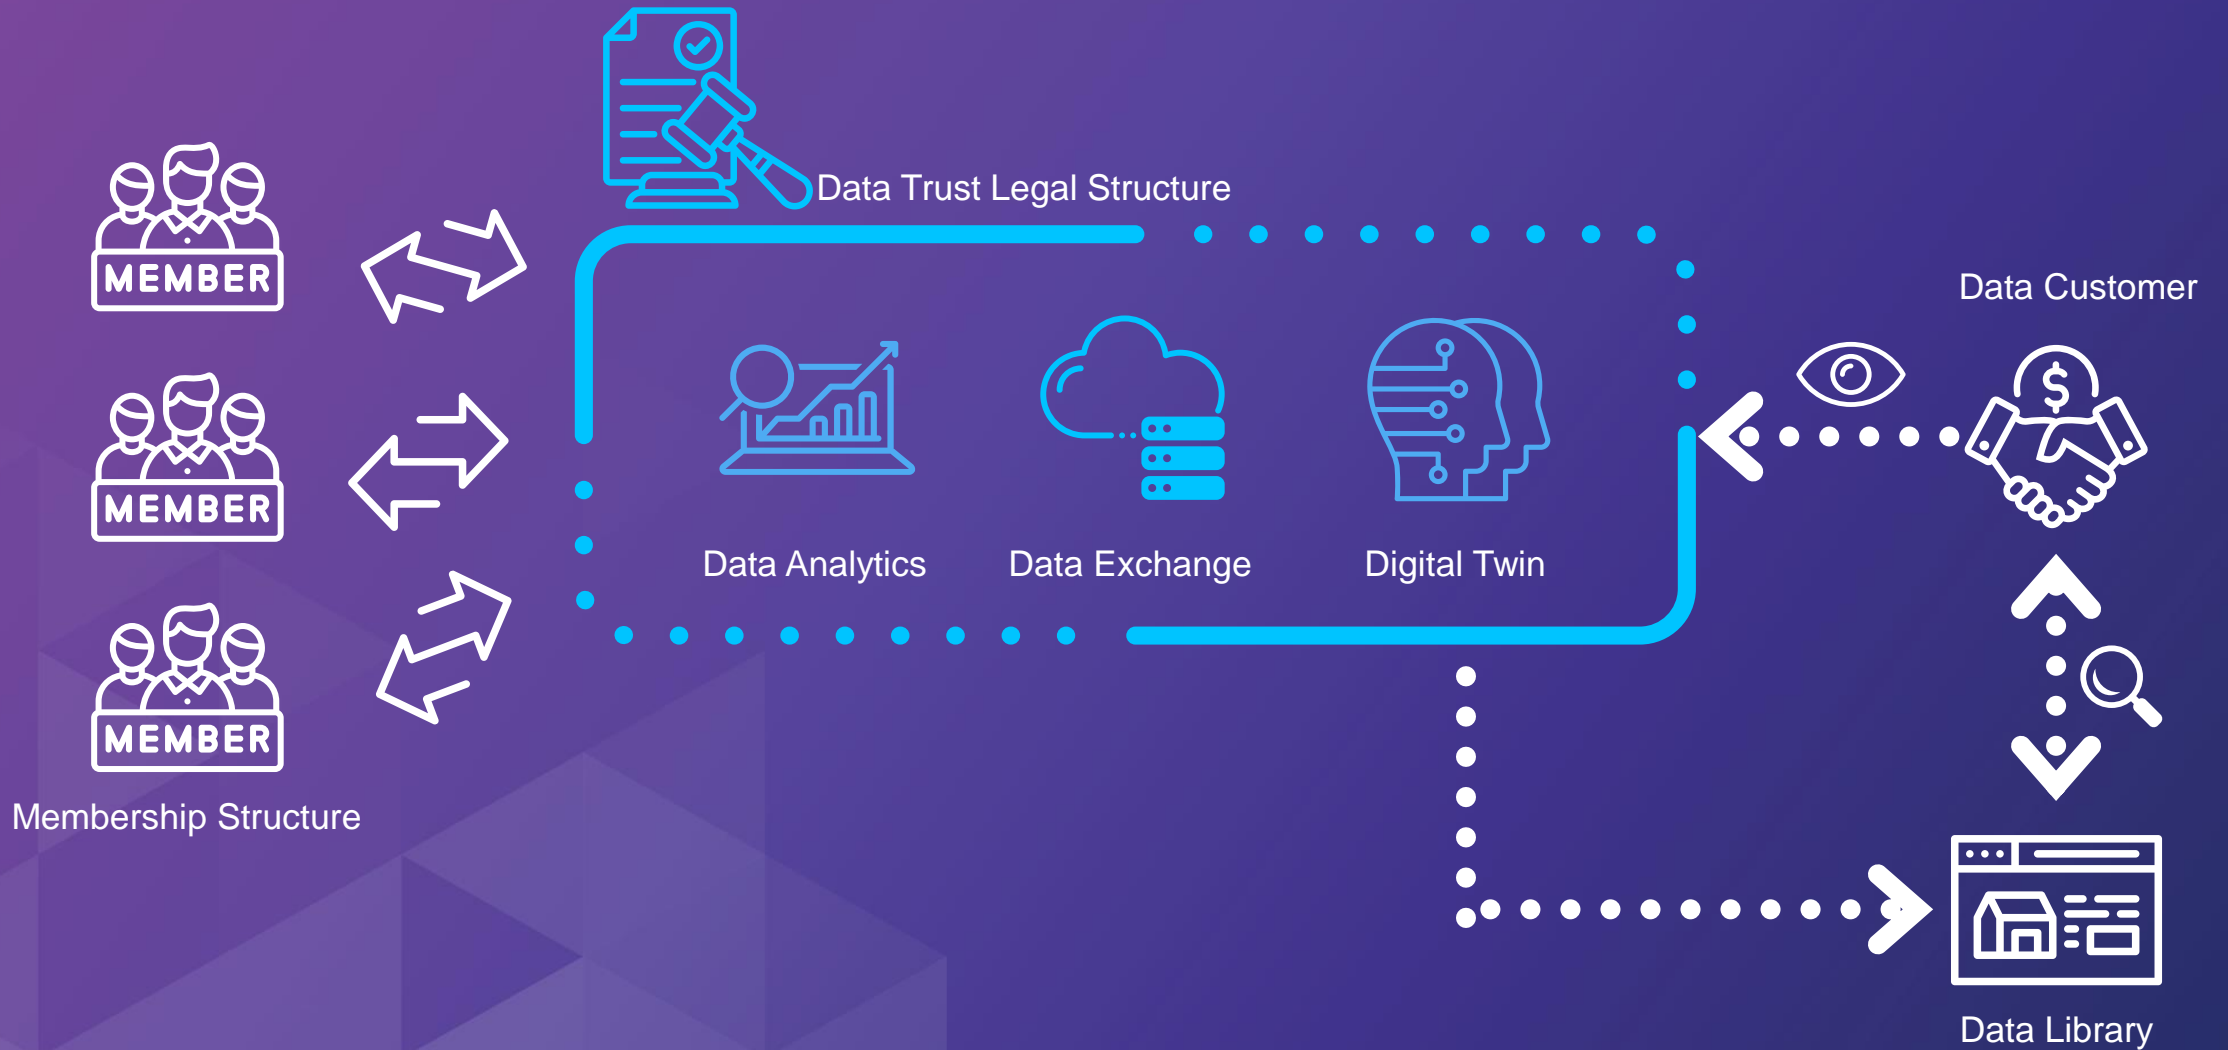 Data Trust Legal Structure
MEMBER
MEMBER
MEMBER
Membership Structure
Data Analytics
Data Exchange
Digital Twin
Data Customer
$
Data Library